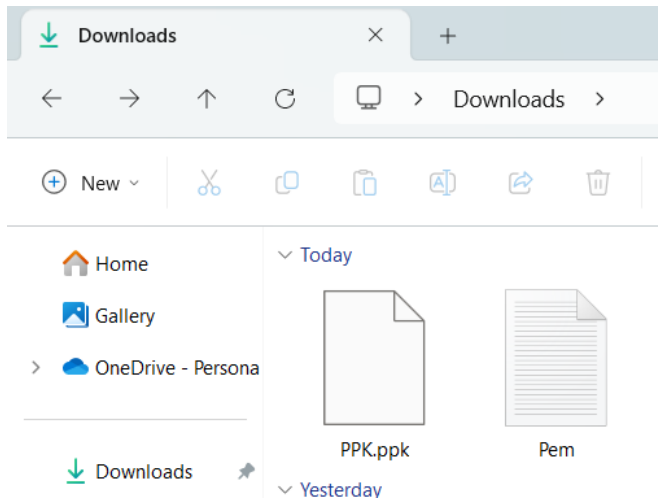 Downloads
Downloads
New
Home
Gallery
OneDrive - Persona
Downloads
Today
PPK.ppk
Pem
Yesterday